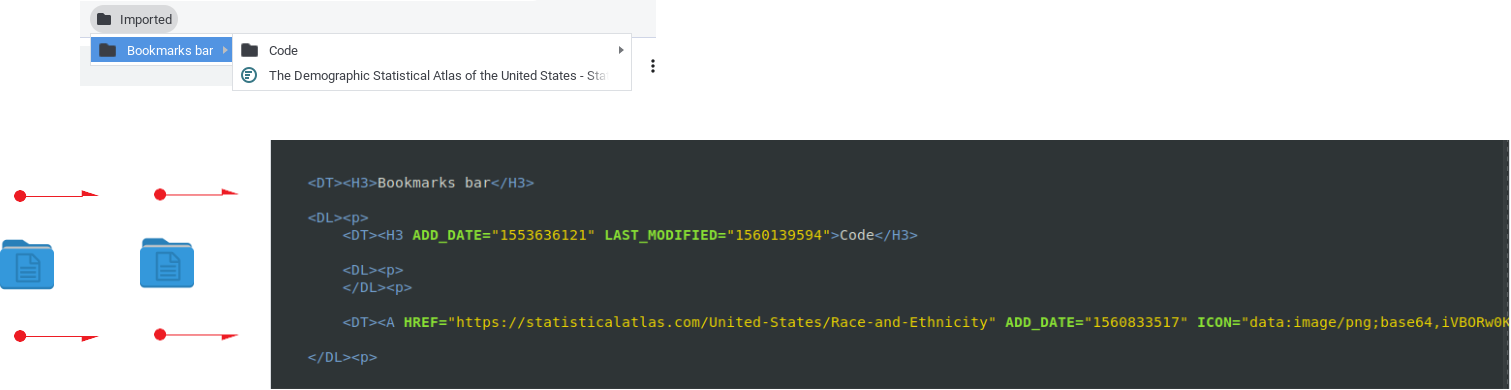 Imported
Bookmarks bar
Code
The Demographic Statistical Atlas of the United States - Sta
<DT><H3>Bookmarks bar</H3>
<DL><p>
<DT><H3 ADD_DATE="1553636121" LAST_MODIFIED="1560139594">Code</H3>
<DL><p>
</DL><p>
<DT><A HREF="https://statisticalatlas.com/United-States/Race-and-Ethnicity" ADD_DATE="1560833517" ICON="data:image/png;base64,iVBORw0K
</DL><p>